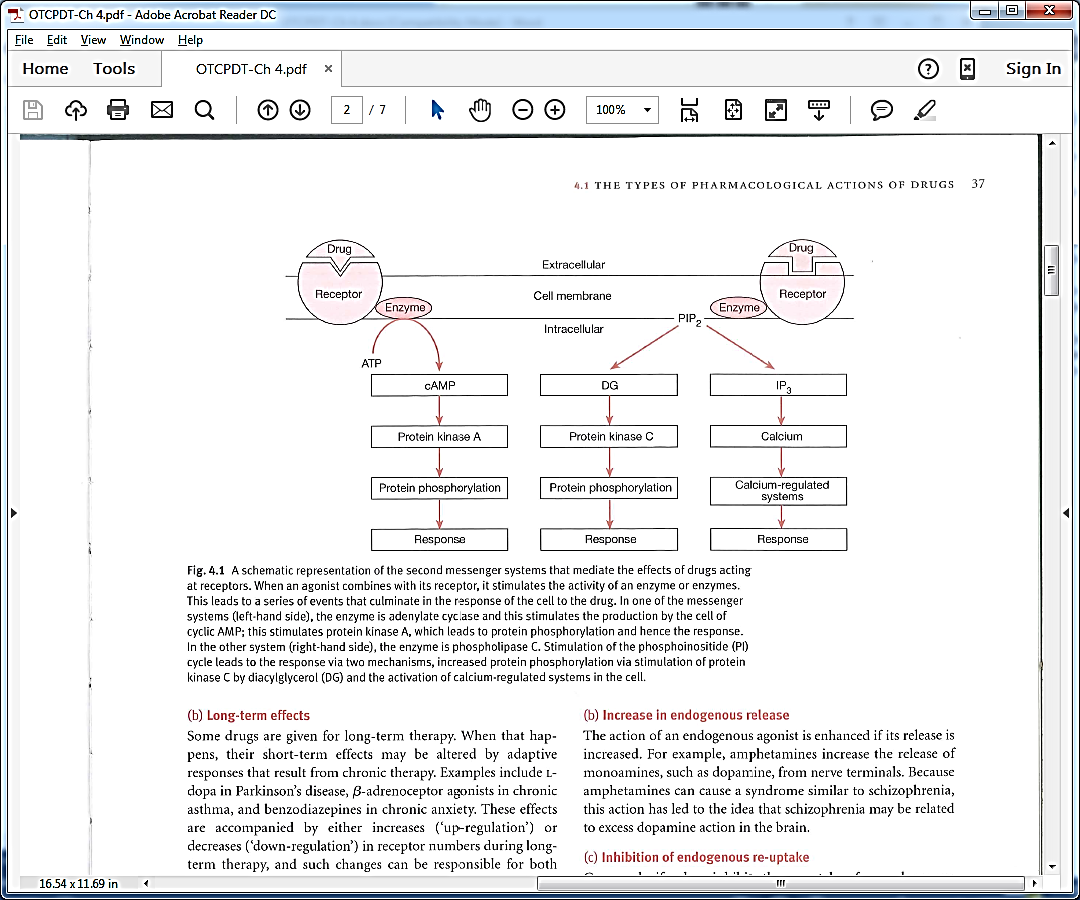 OTCPDT-Ch 4.pdf - Adobe Acrobat Reader DC
File Edit View Window Help
Home Tools OTCPDT-Ch 4.pdf × ? Sign In
2 / 7 100%
4.1 THE TYPES OF PHARMACOLOGICAL ACTIONS OF DRUGS 37
Drug Drug
Extracellular
Receptor Cell membrane Receptor
Enzyme Enzyme
PIP2
Intracellular
ATP
cAMP DG IP3
Protein kinase A Protein kinase C Calcium
Protein phosphorylation Protein phosphorylation Calcium-regulated
systems
Response Response Response
Fig. 4.1 A schematic representation of the second messenger systems that mediate the effects of drugs acting
at receptors. When an agonist combines with its receptor, it stimulates the activity of an enzyme or enzymes.
This leads to a series of events that culminate in the response of the cell to the drug. In one of the messenger
systems (left-hand side), the enzyme is adenylate cyclase and this stimulates the production by the cell of
cyclic AMP; this stimulates protein kinase A, which leads to protein phosphorylation and hence the response.
In the other system (right-hand side), the enzyme is phospholipase C. Stimulation of the phosphoinositide (PI)
cycle leads to the response via two mechanisms, increased protein phosphorylation via stimulation of protein
kinase C by diacylglycerol (DG) and the activation of calcium-regulated systems in the cell.
(b) Long-term effects
Some drugs are given for long-term therapy. When that hap-
pens, their short-term effects may be altered by adaptive
responses that result from chronic therapy. Examples include L-
dopa in Parkinson's disease, β-adrenoceptor agonists in chronic
asthma, and benzodiazepines in chronic anxiety. These effects
are accompanied by either increases ('up-regulation') or
decreases ('down-regulation') in receptor numbers during long-
term therapy, and such changes can be responsible for both
(b) Increase in endogenous release
The action of an endogenous agonist is enhanced if its release is
increased. For example, amphetamines increase the release of
monoamines, such as dopamine, from nerve terminals. Because
amphetamines can cause a syndrome similar to schizophrenia,
this action has led to the idea that schizophrenia may be related
to excess dopamine action in the brain.
(c) Inhibition of endogenous re-uptake
16.54 x 11.69 in